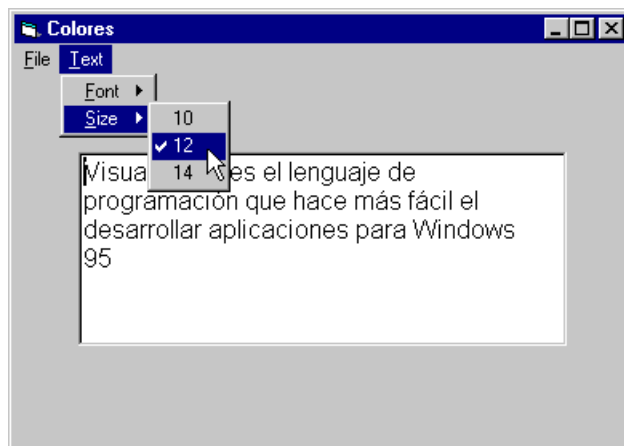 Colores
File Text
Font
Size
10
12
14
Visua es el lenguaje de
programación que hace más fácil el
desarrollar aplicaciones para Windows
95